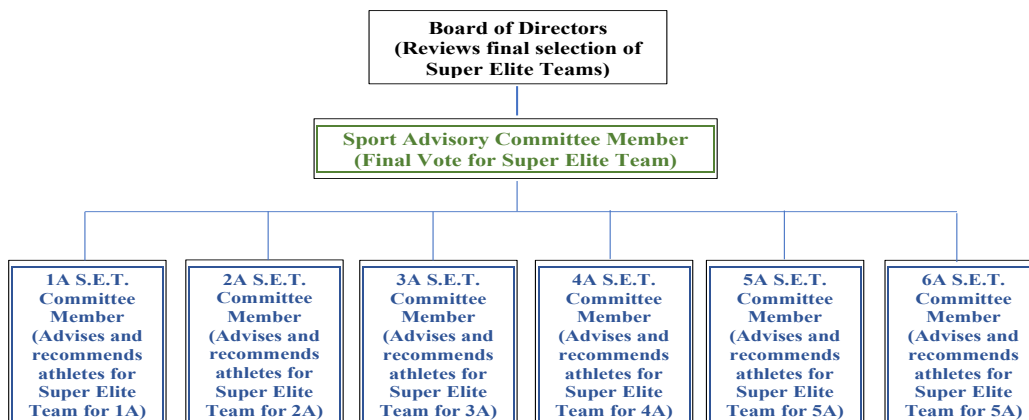 Board of Directors
(Reviews final selection of
Super Elite Teams)
Sport Advisory Committee Member
(Final Vote for Super Elite Team)
1A S.E.T.
Committee
Member
(Advises and
recommends
athletes for
Super Elite
Team for 1A)
2A S.E.T.
Committee
Member
(Advises and
recommends
athletes for
Super Elite
Team for 2A)
3A S.E.T.
Committee
Member
(Advises and
recommends
athletes for
Super Elite
Team for 3A)
4A S.E.T.
Committee
Member
(Advises and
recommends
athletes for
Super Elite
Team for 4A)
5A S.E.T.
Committee
Member
(Advises and
recommends
athletes for
Super Elite
Team for 5A)
6A S.E.T.
Committee
Member
(Advises and
recommends
athletes for
Super Elite
Team for 5A)